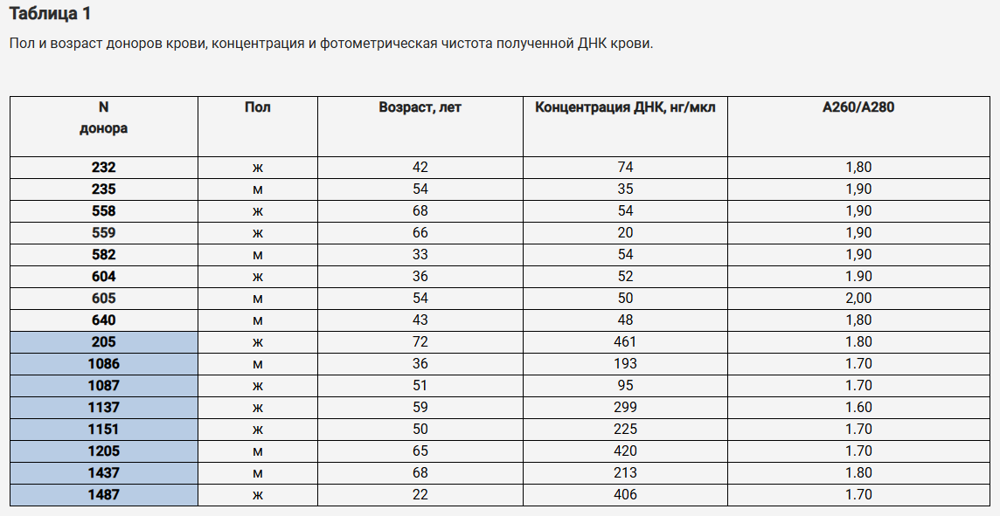 Таблица 1
Пол и возраст доноров крови, концентрация и фотометрическая чистота полученной ДНК крови.
N донора Пол Возраст, лет Концентрация ДНК, нг/мкл А260/А280
232 ж 42 74 1,80
235 м 54 35 1,90
558 ж 68 54 1,90
559 ж 66 20 1,90
582 м 33 54 1,90
604 ж 36 52 1.90
605 м 54 50 2,00
640 м 43 48 1,80
205 ж 72 461 1.80
1086 м 36 193 1.70
1087 ж 51 95 1.70
1137 ж 59 299 1.60
1151 ж 50 225 1.70
1205 м 65 420 1.70
1437 м 68 213 1.80
1487 ж 22 406 1.70